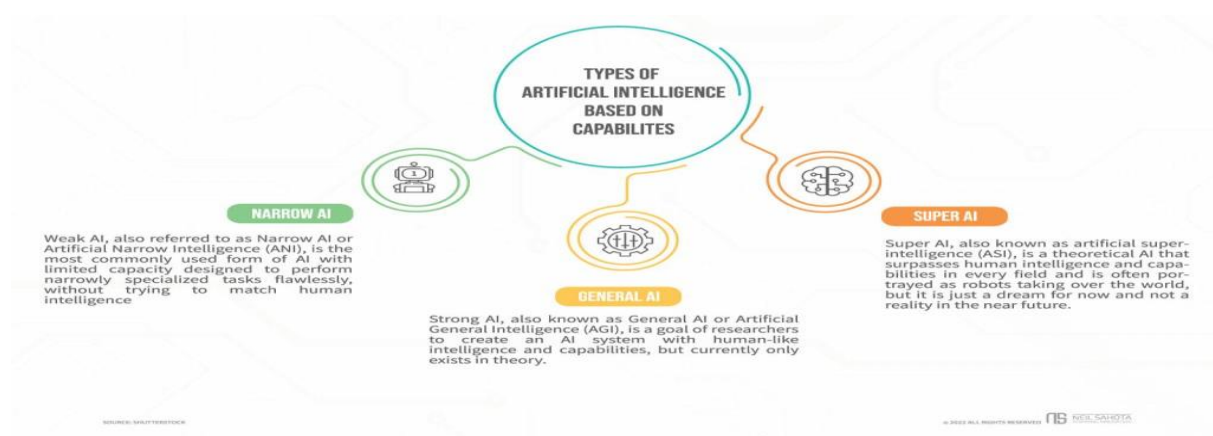 TYPES OF
ARTIFICIAL INTELLIGENCE
BASED ON
CAPABILITES
1
NARROW AI
Weak AI, also referred to as Narrow AI or
Artificial Narrow Intelligence (ANI), is the
most commonly used form of AI with
limited capacity designed to perform
narrowly specialized tasks flawlessly,
without trying to match human
intelligence
GENERAL AI
Strong AI, also known as General AI or Artificial
General Intelligence (AGI), is a goal of researchers
to create an AI system with human-like
intelligence and capabilities, but currently only
exists in theory.
SUPER AI
Super AI, also known as artificial super-
intelligence (ASI), is a theoretical AI that
surpasses human intelligence and capa-
bilities in every field and is often por-
trayed as robots taking over the world,
but it is just a dream for now and not a
reality in the near future.
SOURCE: SHUTTERSTOCK
© 2022 ALL RIGHTS RESERVED
NS NEIL SAHOTA